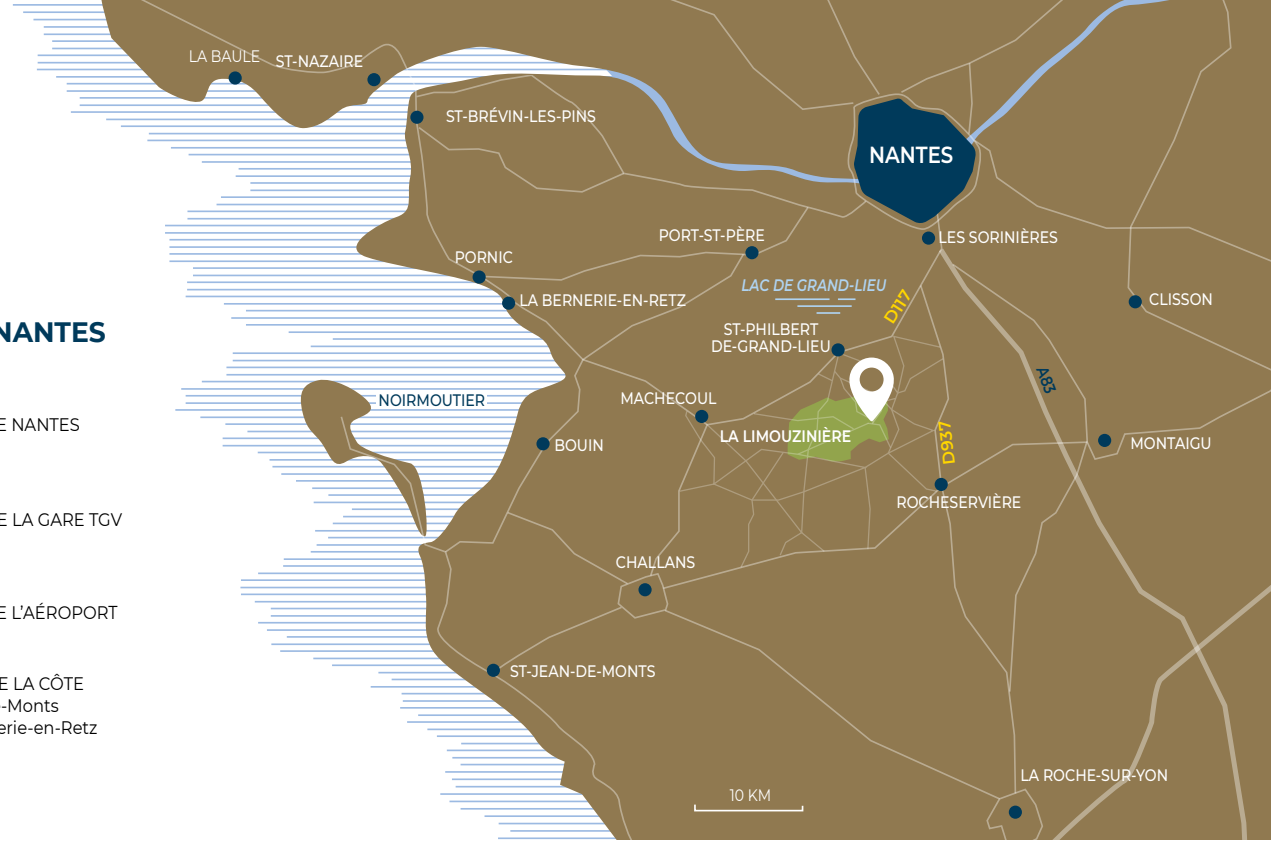 NANTES
E NANTES
E LA GARE TGV
E L'AÉROPORT
E LA CÔTE
-Monts
erie-en-Retz
LA BAULE
ST-NAZAIRE
ST-BRÉVIN-LES-PINS
NANTES
PORT-ST-PÈRE
LES SORINIÈRES
PORNIC
LAC DE GRAND-LIEU
LA BERNERIE-EN-RETZ
D117
CLISSON
ST-PHILBERT
DE-GRAND-LIEU
A83
NOIRMOUTIER
MACHECOUL
LA LIMOUZINIÈRE
D937
BOUIN
MONTAIGU
ROCHESERVIÈRE
CHALLANS
ST-JEAN-DE-MONTS
LA ROCHE-SUR-YON
10 KM